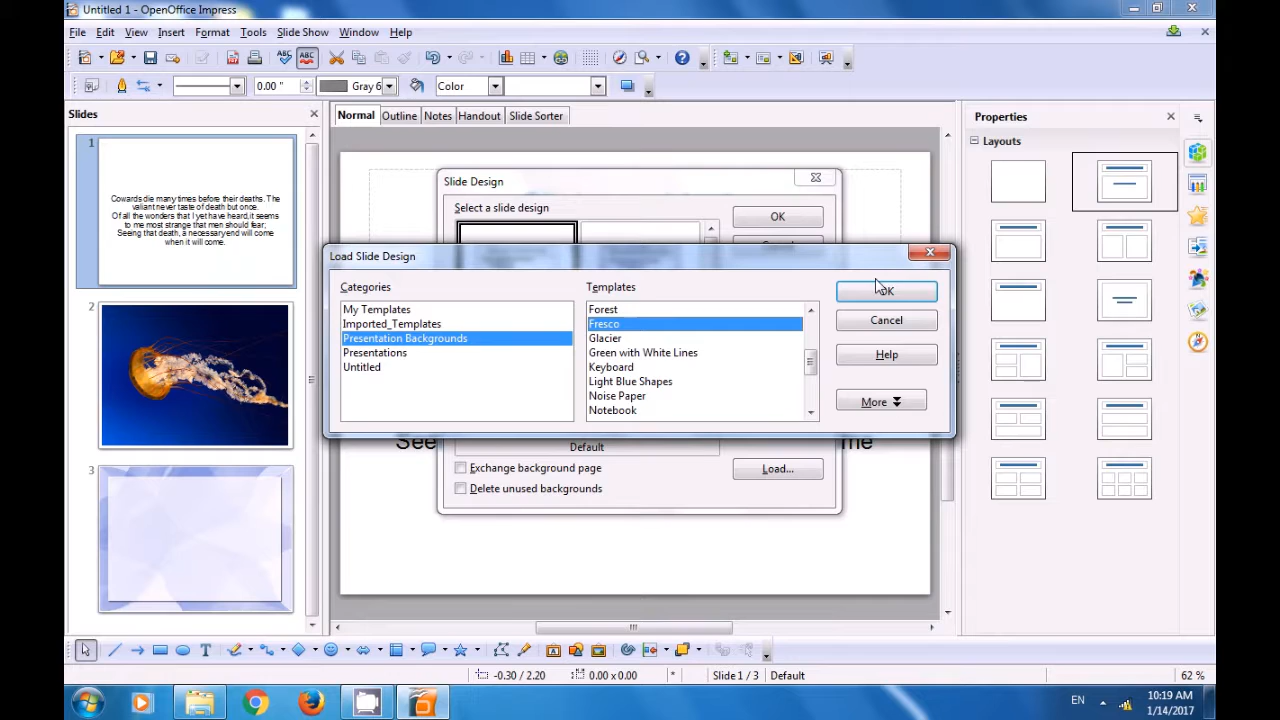 Untitled 1 - OpenOffice Impress
File Edit View Insert Format Tools Slide Show Window Help
ABC ABC
0.00 " Gray 6 Color
Slides
Normal Outline Notes Handout Slide Sorter
Properties
Layouts
1
Cowards die many times before their deaths. The
valiant never taste of death but once.
Of all the wonders that I yet have heard,it seems
to me most strange that men should fear;
Seeing that death, a necessary end will come
when it will come.
2
3
Slide Design
Select a slide design
OK
Load Slide Design
Categories
My Templates
Imported_Templates
Presentation Backgrounds
Presentations
Untitled
Templates
Forest
Fresco
Glacier
Green with White Lines
Keyboard
Light Blue Shapes
Noise Paper
Notebook
OK
Cancel
Help
More
See
me
Default
Exchange background page
Load...
Delete unused backgrounds
-0.30 / 2.20 0.00 x 0.00 * Slide 1 / 3 Default 62 %
EN
10:19 AM
1/14/2017